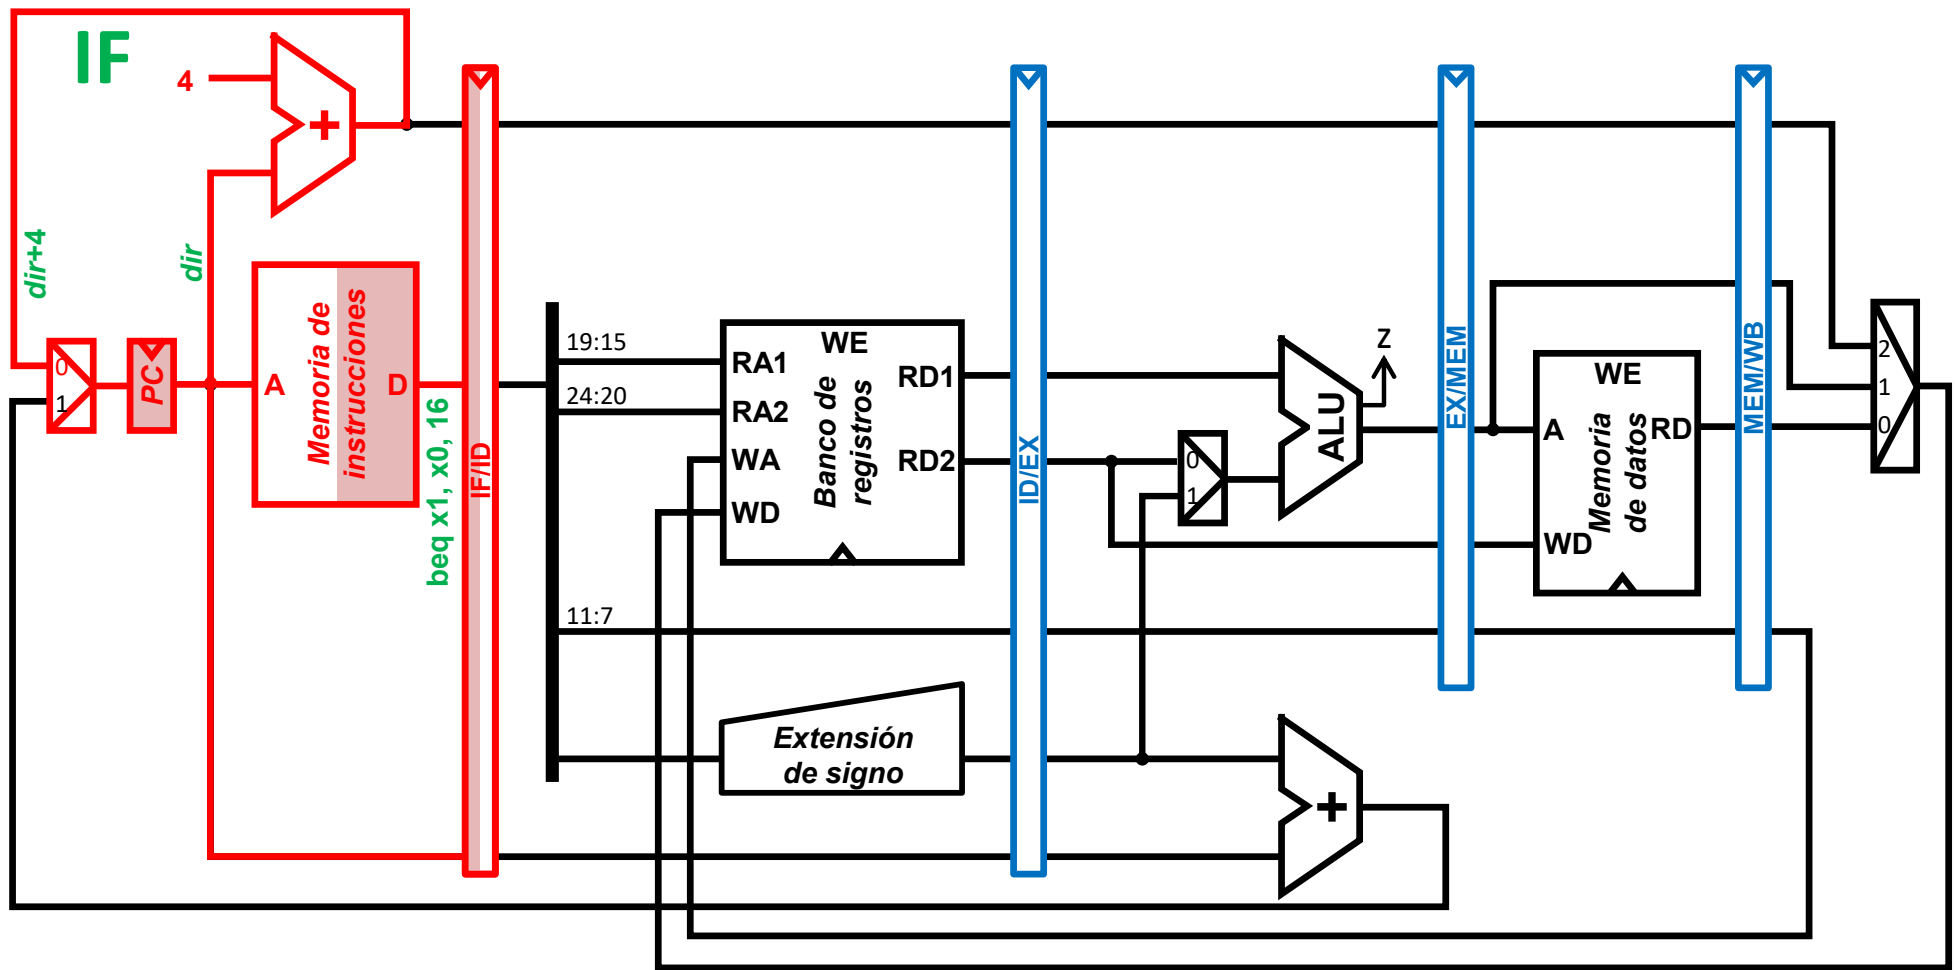 IF
4
+
dir+4
dir
0
1
PC
A
Memoria de
instrucciones
D
beq x1, x0, 16
IF/ID
19:15
24:20
11:7
WE
RA1
RA2
WA
WD
Banco de
registros
RD1
RD2
Extensión
de signo
ID/EX
0
1
ALU
Z
+
EX/MEM
WE
A
RD
Memoria
de datos
WD
MEM/WB
2
1
0